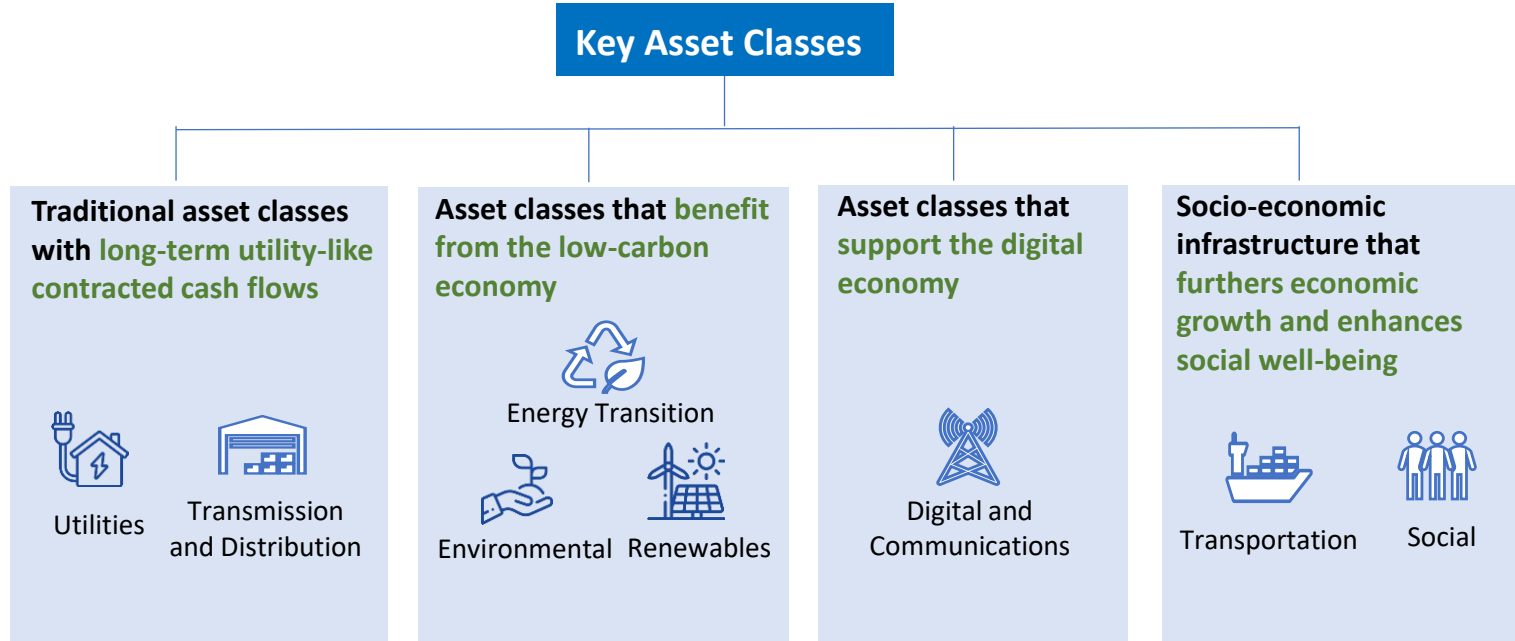 Key Asset Classes
Traditional asset classes
with long-term utility-like
contracted cash flows
Utilities
Transmission
and Distribution
Asset classes that benefit
from the low-carbon
economy
Energy Transition
Environmental
Renewables
Asset classes that
support the digital
economy
Digital and
Communications
Socio-economic
infrastructure that
furthers economic
growth and enhances
social well-being
Transportation
Social